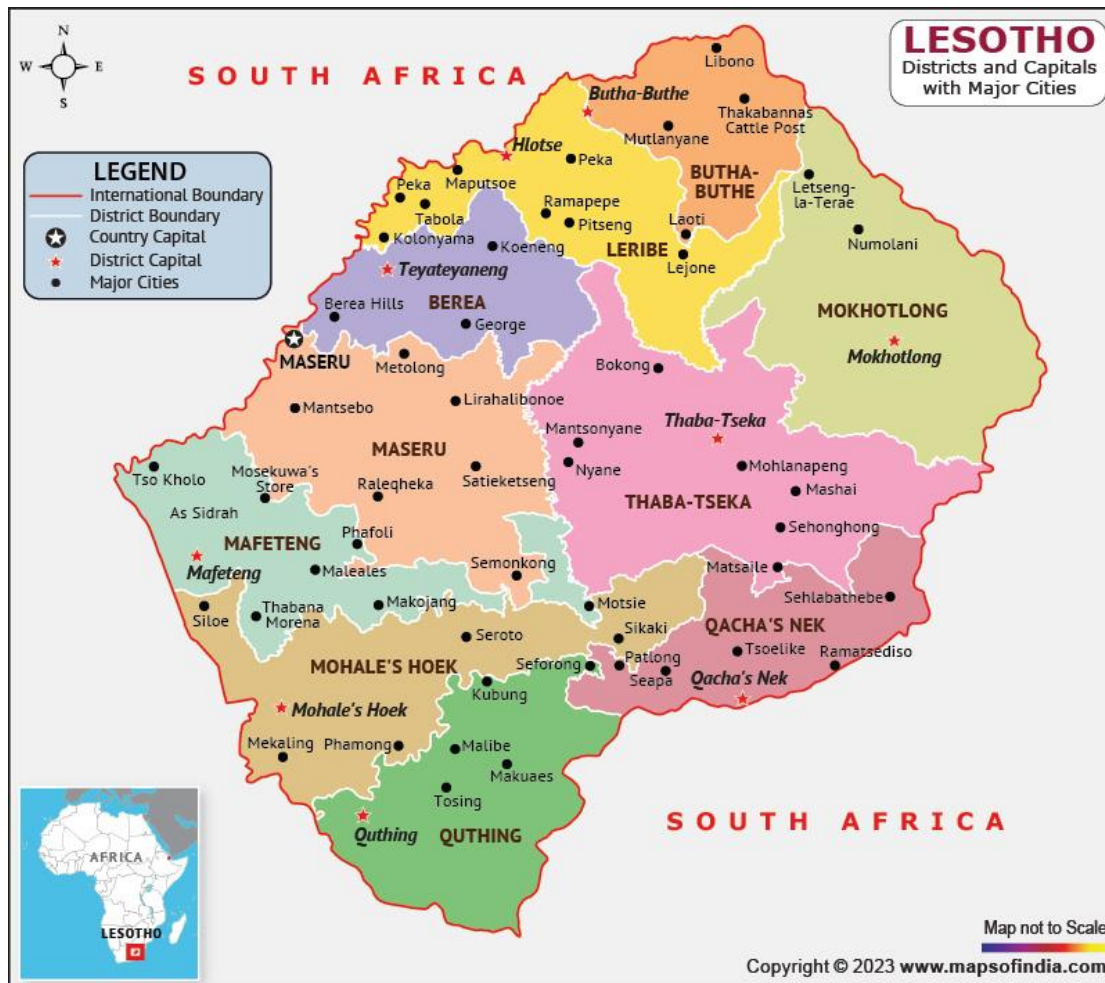 LESOTHO
Districts and Capitals
with Major Cities
N
W
E
S
SOUTH AFRICA
LEGEND
International Boundary
District Boundary
Country Capital
District Capital
Major Cities
Libono
Butha-Buthe
Thakabannas
Cattle Post
Mutlanyane
Hlotse
Peka
BUTHA-
BUTHE
Letseng-
la-Terae
Maputsoe
Peka
Tabola
Ramapepe
Pitseng
Laoti
Numolani
Kolonyama
Koeneng
LERIBE
Lejone
Teyateyaneng
BEREA
Berea Hills
George
MOKHOTLONG
Mokhotlong
MASERU
Metolong
Bokong
Mantsebo
Lirahalibonoe
Thaba-Tseka
Mantsonyane
MASERU
Nyane
Mohlanapeng
Tso Kholo
Mosekuwa's
Store
Raleqheka
Satieketseng
Mashai
THABA-TSEKA
As Sidrah
Sehonghong
MAFETENG
Phafoli
Mafeteng
Maleales
Semonkong
Matsaile
Siloe
Thabana
Morena
Makojang
Motsie
Sehlabathebe
Seroto
Sikaki
QACHA'S NEK
Tsoelike
Ramatsediso
MOHALE'S HOEK
Seforong
Patlong
Seapa
Qacha's Nek
Kubung
Mohale's Hoek
Mekaling
Phamong
Malibe
Makuaes
Tosing
Quthing
QUTHING
SOUTH AFRICA
AFRICA
LESOTHO
Map not to Scale
Copyright © 2023 www.mapsofindia.com